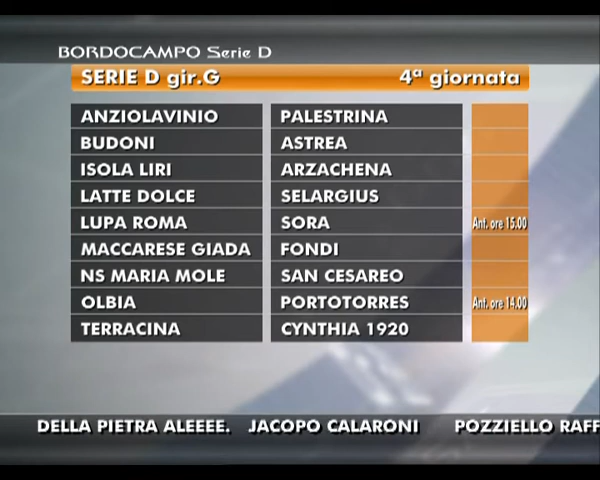 BORDOCAMPO Serie D
SERIE D gir.G 4ª giornata
ANZIOLAVINIO PALESTRINA
BUDONI ASTREA
ISOLA LIRI ARZACHENA
LATTE DOLCE SELARGIUS
LUPA ROMA SORA Ant. ore 15.00
MACCARESE GIADA FONDI
NS MARIA MOLE SAN CESAREO
OLBIA PORTOTORRES Ant. ore 14.00
TERRACINA CYNTHIA 1920
DELLA PIETRA ALEEEE. JACOPO CALARONI POZZIELLO RAFF